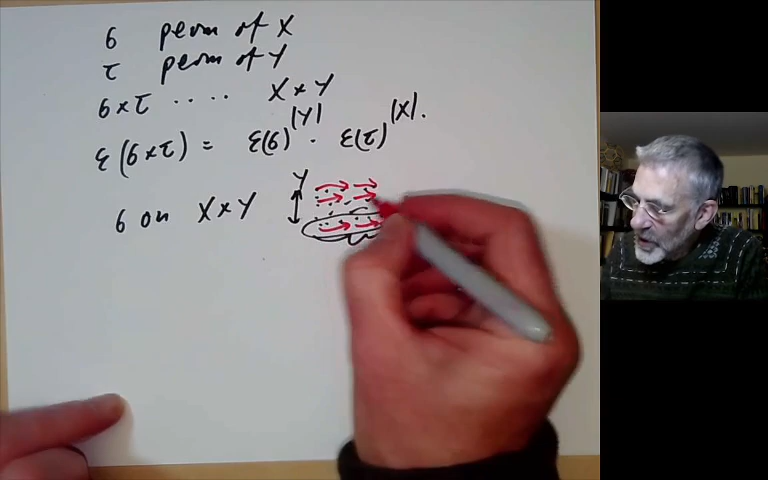 σ perm of X
τ perm of Y
σ×τ .... X×Y
ε(σ×τ) = ε(σ)^|Y| · ε(τ)^|X|.
σ on X×Y Y